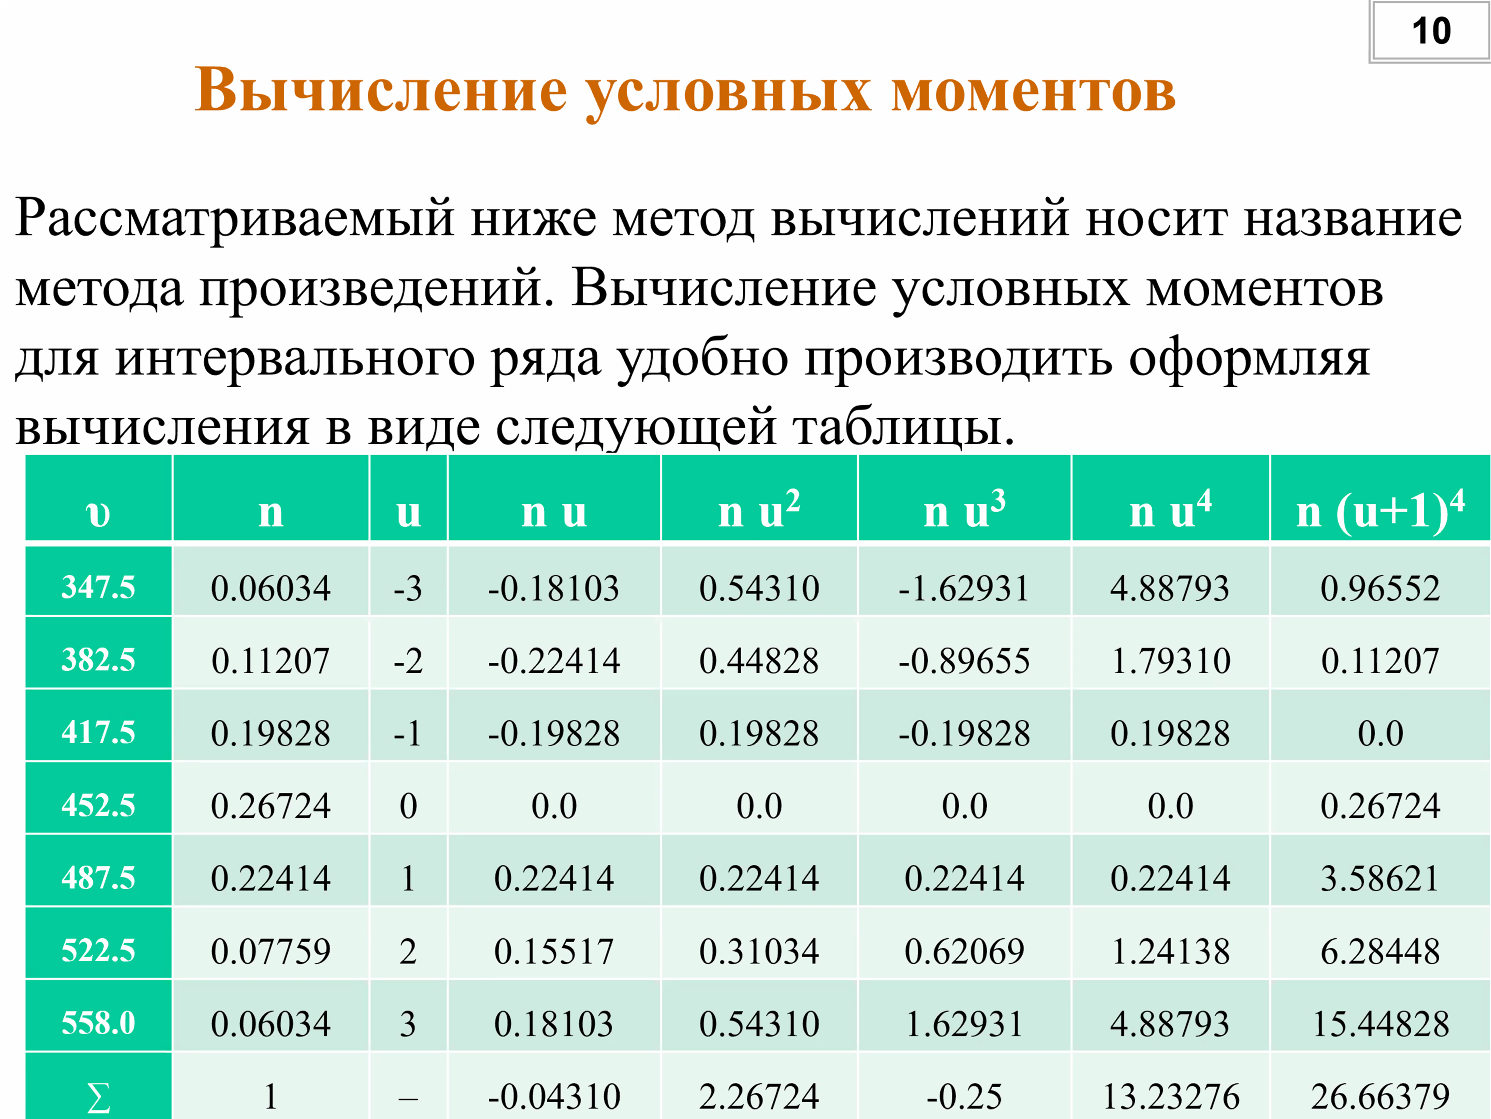 10
Вычисление условных моментов
Рассматриваемый ниже метод вычислений носит название
метода произведений. Вычисление условных моментов
для интервального ряда удобно производить оформляя
вычисления в виде следующей таблицы.
υ n u n u n u² n u³ n u⁴ n (u+1)⁴
347.5 0.06034 -3 -0.18103 0.54310 -1.62931 4.88793 0.96552
382.5 0.11207 -2 -0.22414 0.44828 -0.89655 1.79310 0.11207
417.5 0.19828 -1 -0.19828 0.19828 -0.19828 0.19828 0.0
452.5 0.26724 0 0.0 0.0 0.0 0.0 0.26724
487.5 0.22414 1 0.22414 0.22414 0.22414 0.22414 3.58621
522.5 0.07759 2 0.15517 0.31034 0.62069 1.24138 6.28448
558.0 0.06034 3 0.18103 0.54310 1.62931 4.88793 15.44828
∑ 1 – -0.04310 2.26724 -0.25 13.23276 26.66379